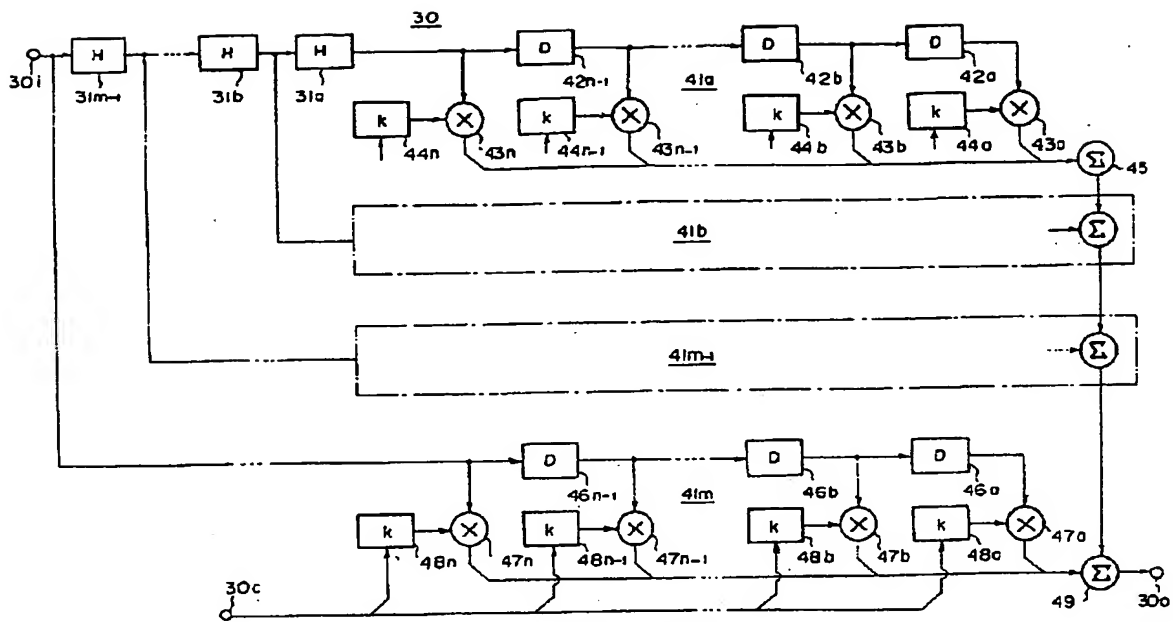 30
H H H D D D
30i 31m-1 31b 31a 42n-1 41a 42b 42a
k X k X k X k X
44n 43n 44n-1 43n-1 44b 43b 44a 43a Σ 45
41b Σ
41m-1 Σ
D D D
46n-1 41m 46b 46a
k X k X k X k X 47a
48n 47n 48n-1 47n-1 48b 47b 48a
30c Σ
49 30o